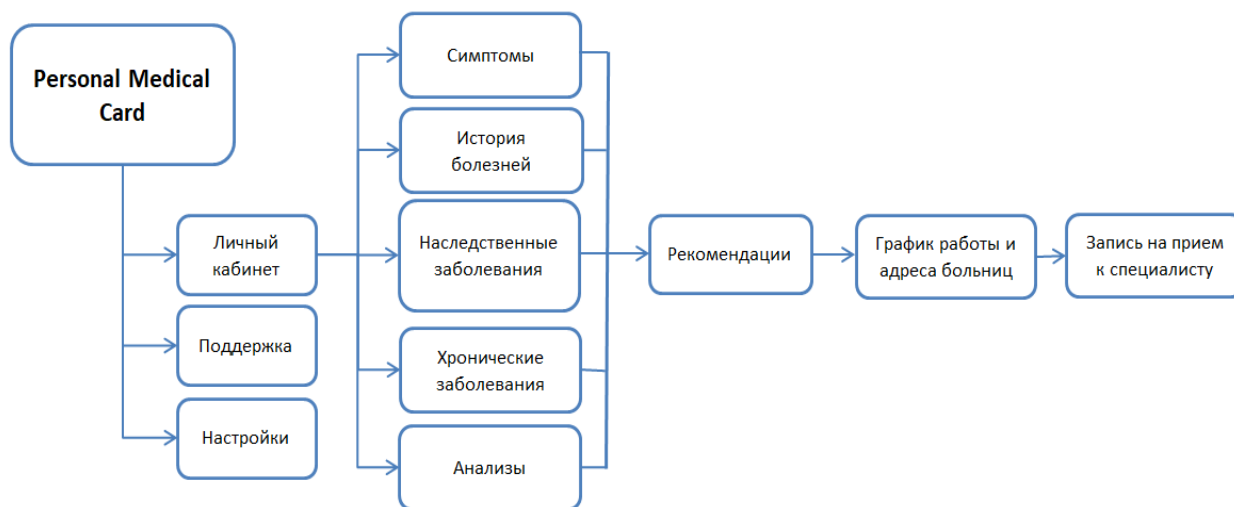 Personal Medical
Card
Личный
кабинет
Поддержка
Настройки
Симптомы
История
болезней
Наследственные
заболевания
Хронические
заболевания
Анализы
Рекомендации
График работы и
адреса больниц
Запись на прием
к специалисту